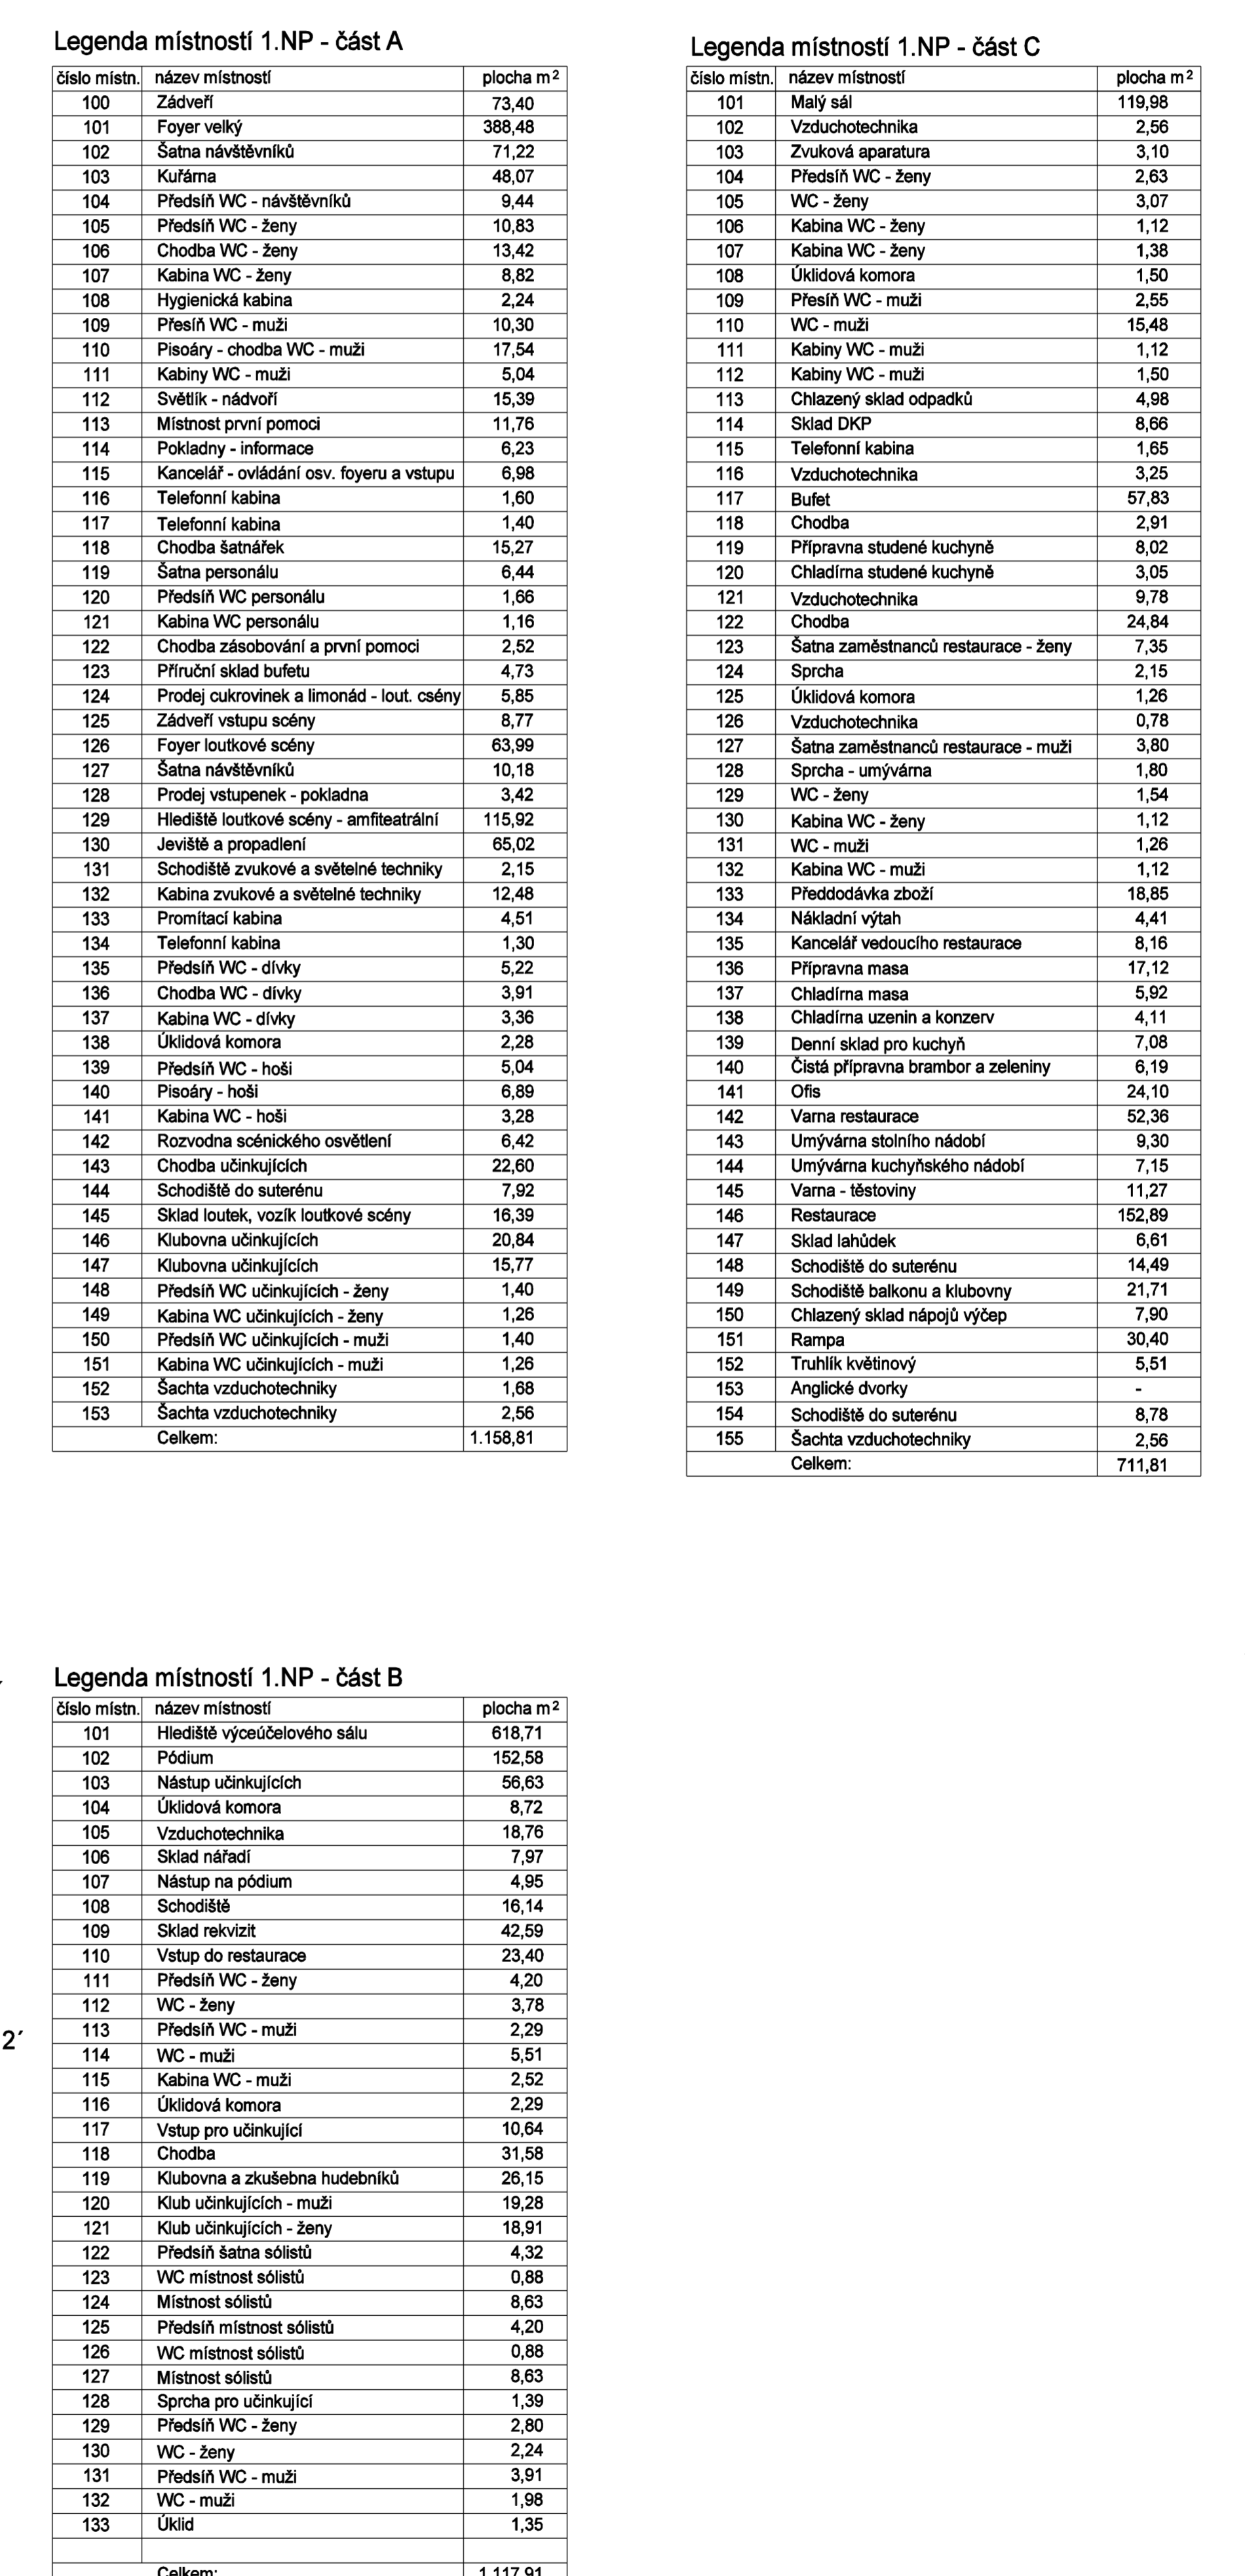 Legenda místností 1.NP - část A
číslo místn. název místností plocha m²
100 Zádveří 73,40
101 Foyer velký 388,48
102 Šatna návštěvníků 71,22
103 Kuřárna 48,07
104 Předsíň WC - návštěvníků 9,44
105 Předsíň WC - ženy 10,83
106 Chodba WC - ženy 13,42
107 Kabina WC - ženy 8,82
108 Hygienická kabina 2,24
109 Přesíň WC - muži 10,30
110 Pisoáry - chodba WC - muži 17,54
111 Kabiny WC - muži 5,04
112 Světlík - nádvoří 15,39
113 Místnost první pomoci 11,76
114 Pokladny - informace 6,23
115 Kancelář - ovládání osv. foyeru a vstupu 6,98
116 Telefonní kabina 1,60
117 Telefonní kabina 1,40
118 Chodba šatnářek 15,27
119 Šatna personálu 6,44
120 Předsíň WC personálu 1,66
121 Kabina WC personálu 1,16
122 Chodba zásobování a první pomoci 2,52
123 Příruční sklad bufetu 4,73
124 Prodej cukrovinek a limonád - lout. csény 5,85
125 Zádveří vstupu scény 8,77
126 Foyer loutkové scény 63,99
127 Šatna návštěvníků 10,18
128 Prodej vstupenek - pokladna 3,42
129 Hlediště loutkové scény - amfiteatrální 115,92
130 Jeviště a propadlení 65,02
131 Schodiště zvukové a světelné techniky 2,15
132 Kabina zvukové a světelné techniky 12,48
133 Promítací kabina 4,51
134 Telefonní kabina 1,30
135 Předsíň WC - dívky 5,22
136 Chodba WC - dívky 3,91
137 Kabina WC - dívky 3,36
138 Úklidová komora 2,28
139 Předsíň WC - hoši 5,04
140 Pisoáry - hoši 6,89
141 Kabina WC - hoši 3,28
142 Rozvodna scénického osvětlení 6,42
143 Chodba učinkujících 22,60
144 Schodiště do suterénu 7,92
145 Sklad loutek, vozík loutkové scény 16,39
146 Klubovna učinkujících 20,84
147 Klubovna učinkujících 15,77
148 Předsíň WC učinkujících - ženy 1,40
149 Kabina WC učinkujících - ženy 1,26
150 Předsíň WC učinkujících - muži 1,40
151 Kabina WC učinkujících - muži 1,26
152 Šachta vzduchotechniky 1,68
153 Šachta vzduchotechniky 2,56
Celkem: 1.158,81
Legenda místností 1.NP - část C
číslo místn. název místností plocha m²
101 Malý sál 119,98
102 Vzduchotechnika 2,56
103 Zvuková aparatura 3,10
104 Předsíň WC - ženy 2,63
105 WC - ženy 3,07
106 Kabina WC - ženy 1,12
107 Kabina WC - ženy 1,38
108 Úklidová komora 1,50
109 Přesíň WC - muži 2,55
110 WC - muži 15,48
111 Kabiny WC - muži 1,12
112 Kabiny WC - muži 1,50
113 Chlazený sklad odpadků 4,98
114 Sklad DKP 8,66
115 Telefonní kabina 1,65
116 Vzduchotechnika 3,25
117 Bufet 57,83
118 Chodba 2,91
119 Přípravna studené kuchyně 8,02
120 Chladírna studené kuchyně 3,05
121 Vzduchotechnika 9,78
122 Chodba 24,84
123 Šatna zaměstnanců restaurace - ženy 7,35
124 Sprcha 2,15
125 Úklidová komora 1,26
126 Vzduchotechnika 0,78
127 Šatna zaměstnanců restaurace - muži 3,80
128 Sprcha - umývárna 1,80
129 WC - ženy 1,54
130 Kabina WC - ženy 1,12
131 WC - muži 1,26
132 Kabina WC - muži 1,12
133 Předdodávka zboží 18,85
134 Nákladní výtah 4,41
135 Kancelář vedoucího restaurace 8,16
136 Přípravna masa 17,12
137 Chladírna masa 5,92
138 Chladírna uzenin a konzerv 4,11
139 Denní sklad pro kuchyň 7,08
140 Čistá přípravna brambor a zeleniny 6,19
141 Ofis 24,10
142 Varna restaurace 52,36
143 Umývárna stolního nádobí 9,30
144 Umývárna kuchyňského nádobí 7,15
145 Varna - těstoviny 11,27
146 Restaurace 152,89
147 Sklad lahůdek 6,61
148 Schodiště do suterénu 14,49
149 Schodiště balkonu a klubovny 21,71
150 Chlazený sklad nápojů výčep 7,90
151 Rampa 30,40
152 Truhlík květinový 5,51
153 Anglické dvorky -
154 Schodiště do suterénu 8,78
155 Šachta vzduchotechniky 2,56
Celkem: 711,81
Legenda místností 1.NP - část B
číslo místn. název místností plocha m²
101 Hlediště výceúčelového sálu 618,71
102 Pódium 152,58
103 Nástup učinkujících 56,63
104 Úklidová komora 8,72
105 Vzduchotechnika 18,76
106 Sklad nářadí 7,97
107 Nástup na pódium 4,95
108 Schodiště 16,14
109 Sklad rekvizit 42,59
110 Vstup do restaurace 23,40
111 Předsíň WC - ženy 4,20
112 WC - ženy 3,78
113 Předsíň WC - muži 2,29
114 WC - muži 5,51
115 Kabina WC - muži 2,52
116 Úklidová komora 2,29
117 Vstup pro učinkující 10,64
118 Chodba 31,58
119 Klubovna a zkušebna hudebníků 26,15
120 Klub učinkujících - muži 19,28
121 Klub učinkujících - ženy 18,91
122 Předsíň šatna sólistů 4,32
123 WC místnost sólistů 0,88
124 Místnost sólistů 8,63
125 Předsíň místnost sólistů 4,20
126 WC místnost sólistů 0,88
127 Místnost sólistů 8,63
128 Sprcha pro učinkující 1,39
129 Předsíň WC - ženy 2,80
130 WC - ženy 2,24
131 Předsíň WC - muži 3,91
132 WC - muži 1,98
133 Úklid 1,35
Celkem: 1.117,91
2´